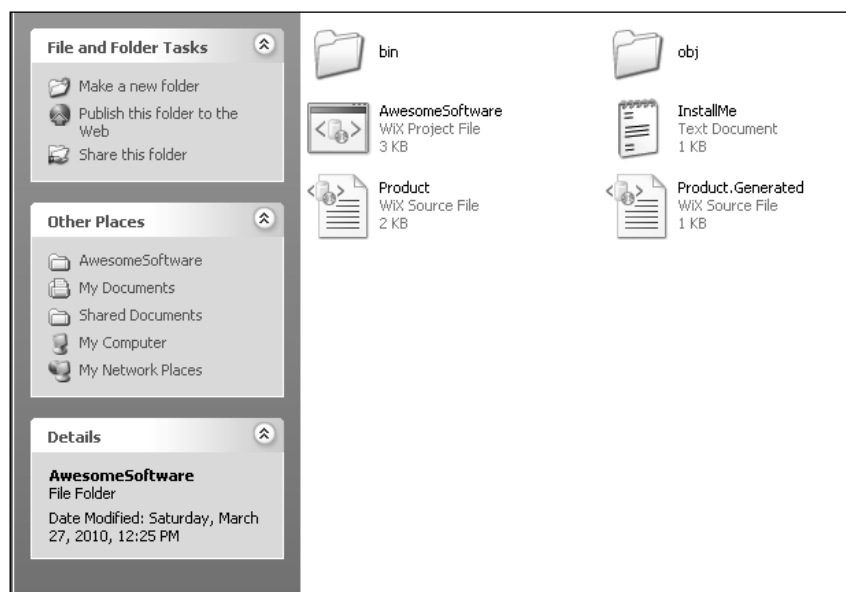 File and Folder Tasks
Make a new folder
Publish this folder to the
Web
Share this folder
Other Places
AwesomeSoftware
My Documents
Shared Documents
My Computer
My Network Places
Details
AwesomeSoftware
File Folder
Date Modified: Saturday, March
27, 2010, 12:25 PM
bin
obj
AwesomeSoftware
WiX Project File
3 KB
InstallMe
Text Document
1 KB
Product
WiX Source File
2 KB
Product.Generated
WiX Source File
1 KB